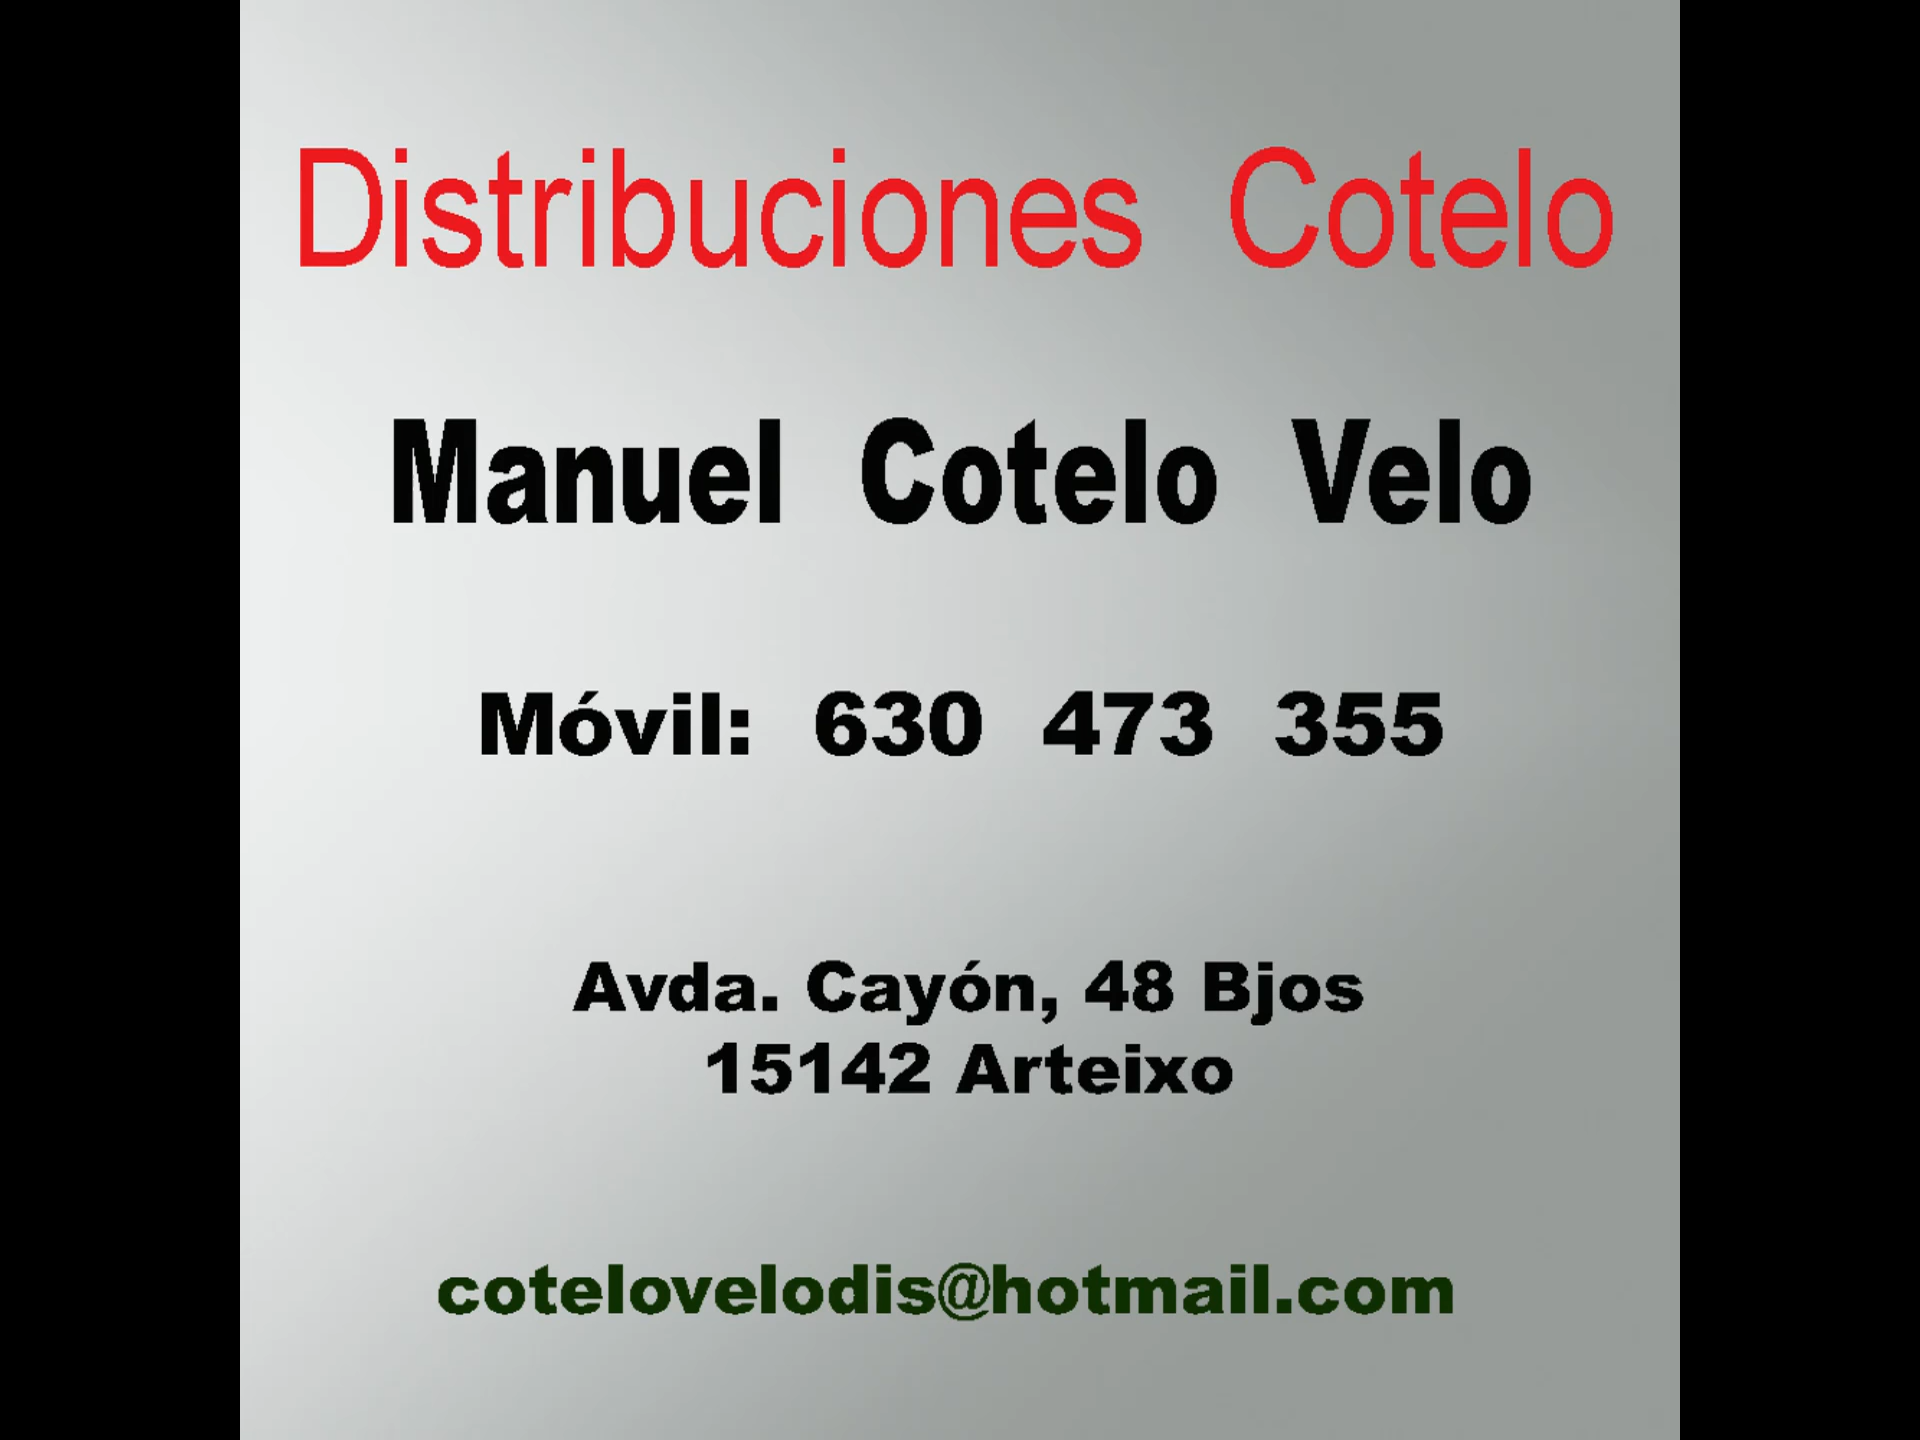 Distribuciones Cotelo
Manuel Cotelo Velo
Móvil: 630 473 355
Avda. Cayón, 48 Bjos
15142 Arteixo
cotelovelodis@hotmail.com